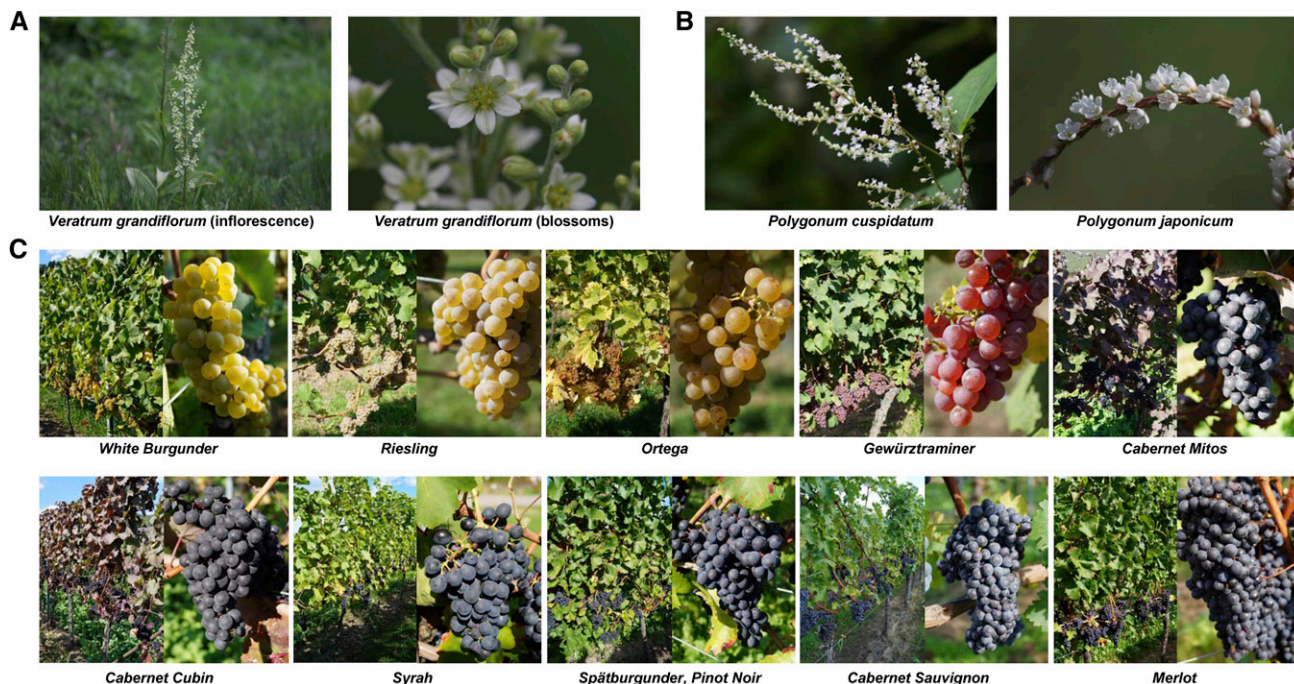 A
B
Veratrum grandiflorum (inflorescence)
Veratrum grandiflorum (blossoms)
Polygonum cuspidatum
Polygonum japonicum
C
White Burgunder
Riesling
Ortega
Gewürztraminer
Cabernet Mitos
Cabernet Cubin
Syrah
Spätburgunder, Pinot Noir
Cabernet Sauvignon
Merlot